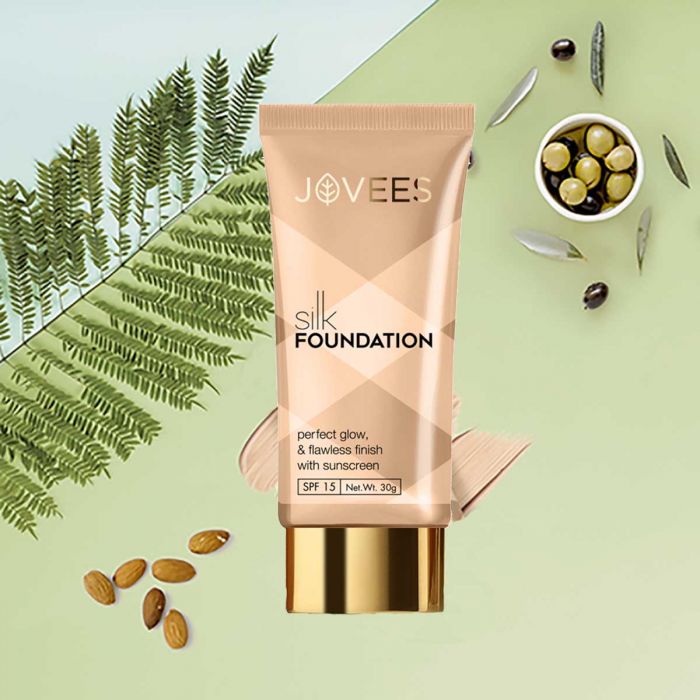 JOVEES
silk
FOUNDATION
perfect glow,
& flawless finish
with sunscreen
SPF 15 Net.Wt. 30g